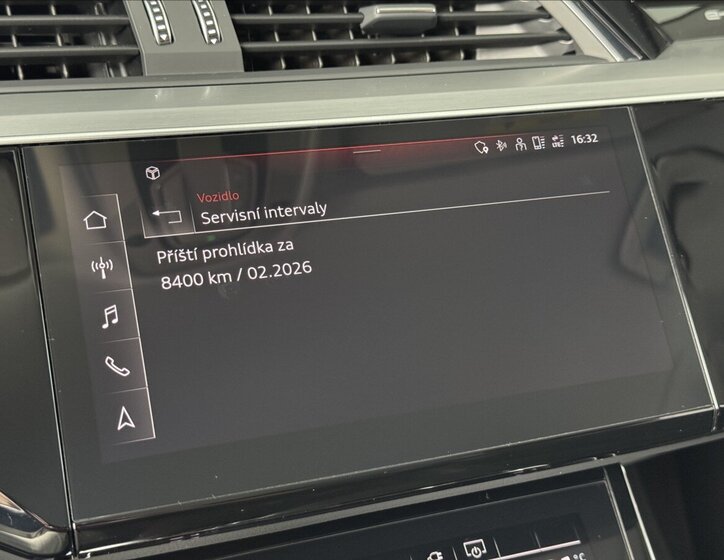 16:32
Vozidlo
Servisní intervaly
Příští prohlídka za
8400 km / 02.2026
°C